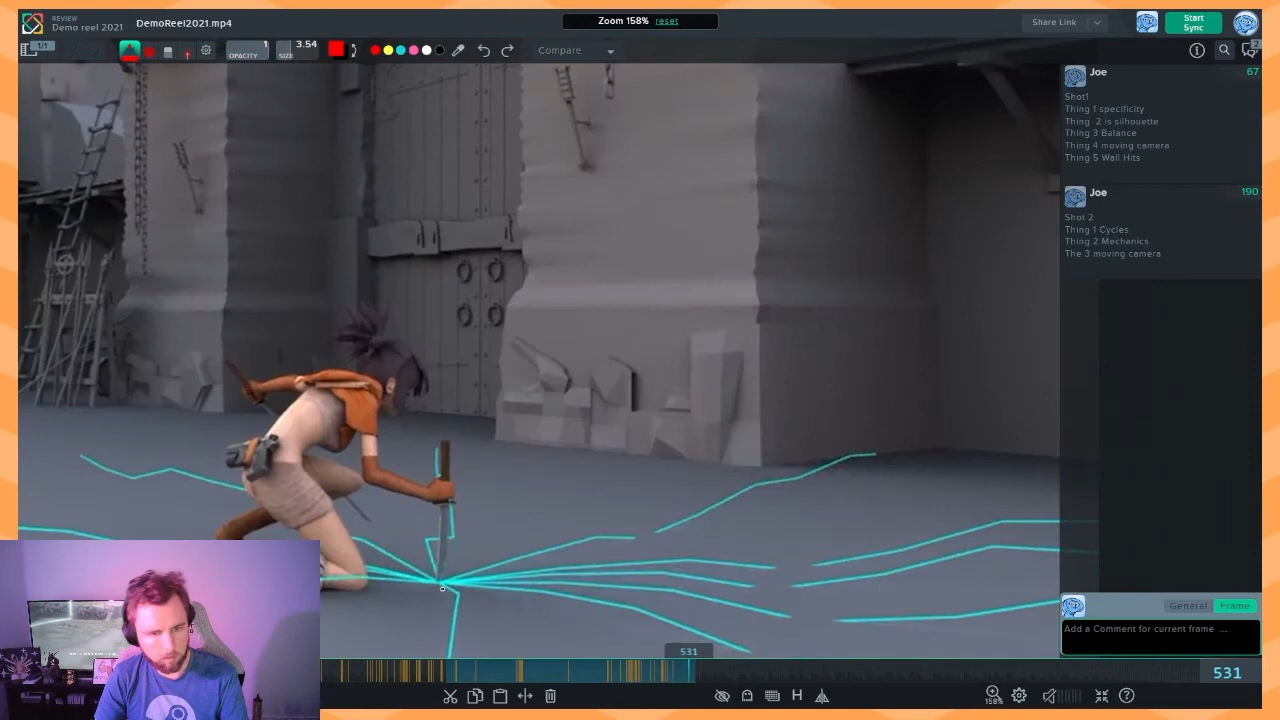 REVIEW
Demo reel 2021
DemoReel2021.mp4
Zoom 158% reset
Share Link
Start
Sync
1/1
OPACITY 1
SIZE 3.54
Compare
2
Joe 67
Shot1
Thing 1 specificity
Thing 2 is silhouette
Thing 3 Balance
Thing 4 moving camera
Thing 5 Wall Hits
Joe 190
Shot 2
Thing 1 Cycles
Thing 2 Mechanics
The 3 moving camera
General Frame
Add a Comment for current frame ...
531
531
H
158%